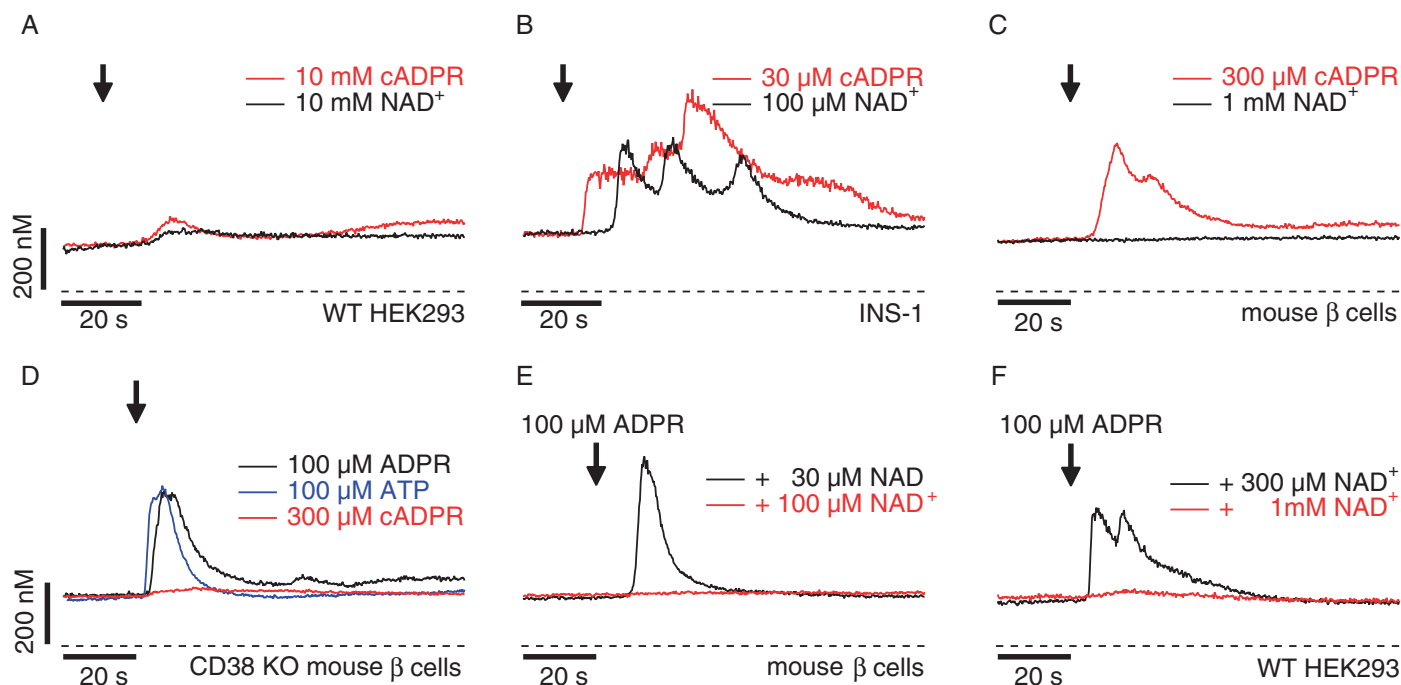 A
10 mM cADPR
10 mM NAD+
200 nM
20 s
WT HEK293
B
30 µM cADPR
100 µM NAD+
20 s
INS-1
C
300 µM cADPR
1 mM NAD+
20 s
mouse β cells
D
100 µM ADPR
100 µM ATP
300 µM cADPR
200 nM
20 s
CD38 KO mouse β cells
E
100 µM ADPR
+ 30 µM NAD
+ 100 µM NAD+
20 s
mouse β cells
F
100 µM ADPR
+ 300 µM NAD+
+ 1mM NAD+
20 s
WT HEK293